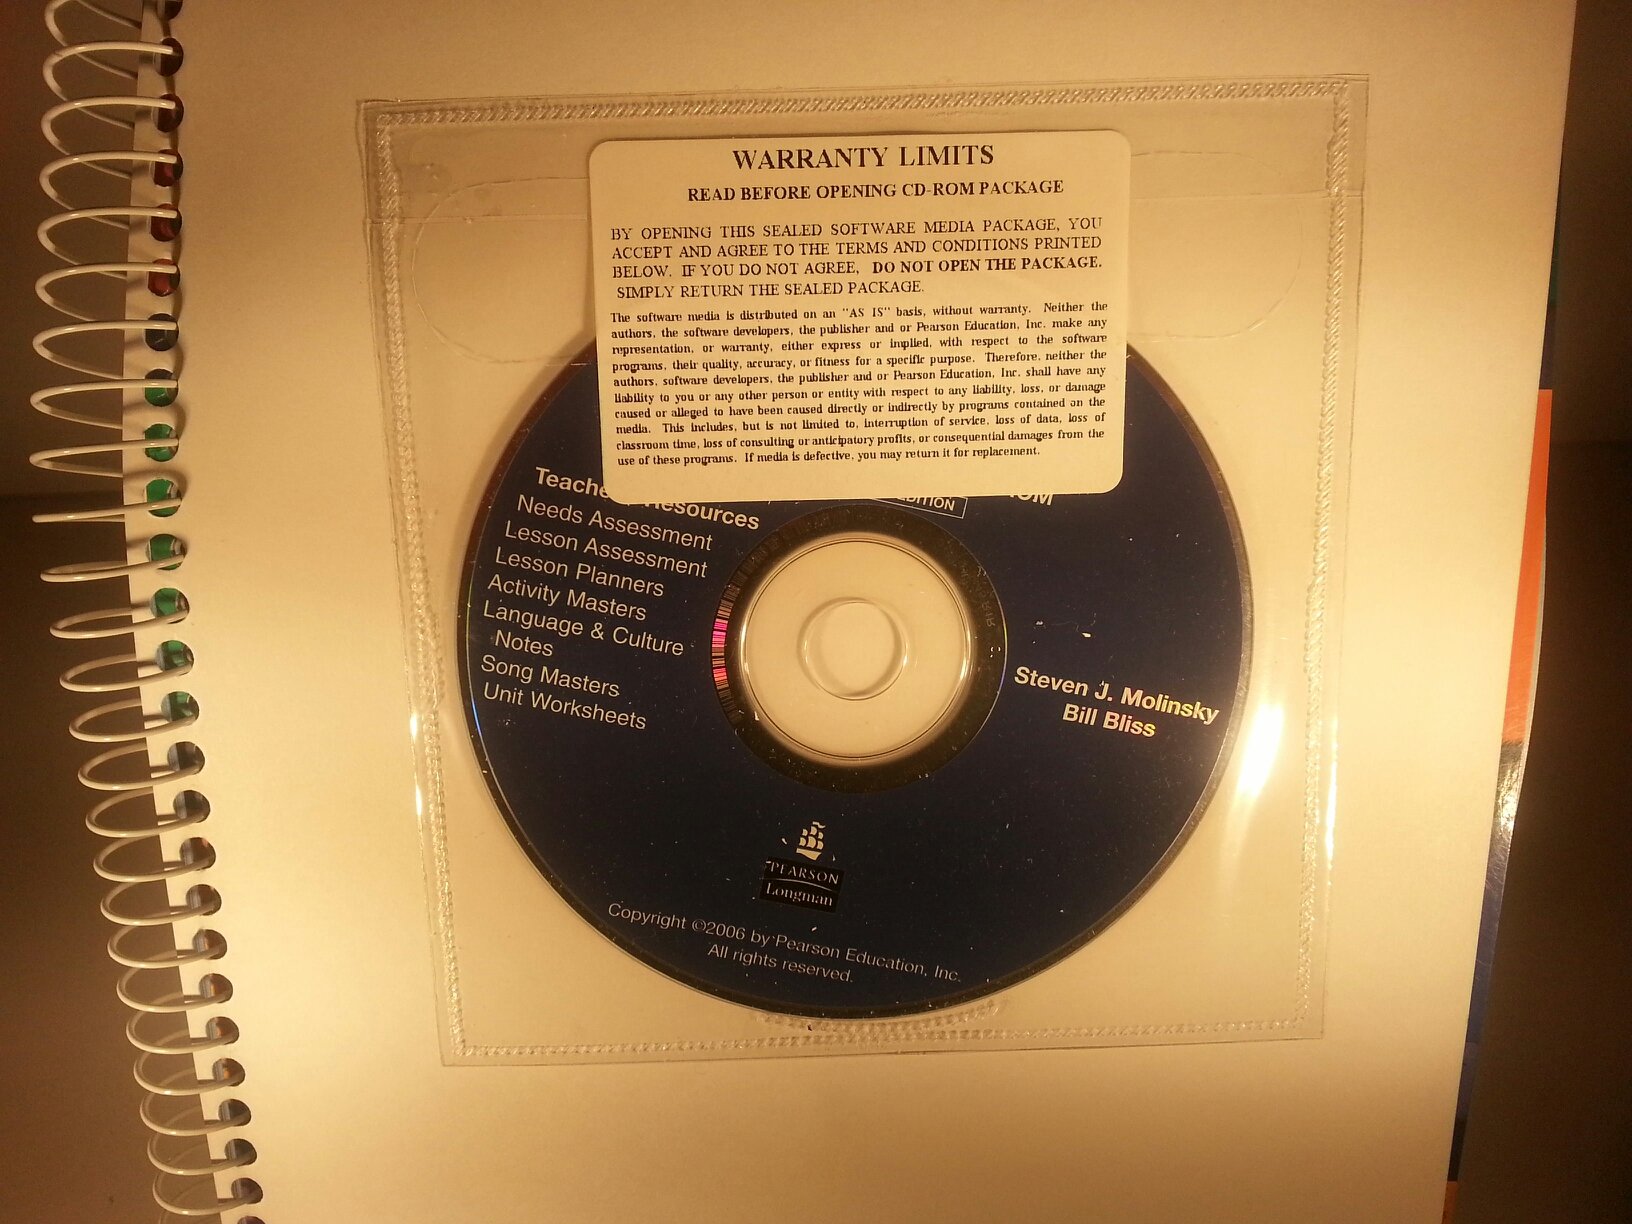 WARRANTY LIMITS
READ BEFORE OPENING CD-ROM PACKAGE
BY OPENING THIS SEALED SOFTWARE MEDIA PACKAGE, YOU
ACCEPT AND AGREE TO THE TERMS AND CONDITIONS PRINTED
BELOW. IF YOU DO NOT AGREE, DO NOT OPEN THE PACKAGE.
SIMPLY RETURN THE SEALED PACKAGE.
The software media is distributed on an "AS IS" basis, without warranty. Neither the
authors, the software developers, the publisher and or Pearson Education, Inc. make any
representation, or warranty, either express or implied, with respect to the software
programs, their quality, accuracy, or fitness for a specific purpose. Therefore, neither the
authors, software developers, the publisher and or Pearson Education, Inc. shall have any
liability to you or any other person or entity with respect to any liability, loss, or damage
caused or alleged to have been caused directly or indirectly by programs contained on the
media. This includes, but is not limited to, interruption of service, loss of data, loss of
classroom time, loss of consulting or anticipatory profits, or consequential damages from the
use of these programs. If media is defective, you may return it for replacement.
EDITION
Teache Resources
Needs Assessment
Lesson Assessment
Lesson Planners
Activity Masters
Language & Culture
Notes
Song Masters
Unit Worksheets
Steven J. Molinsky
Bill Bliss
PEARSON
Longman
Copyright ©2006 by Pearson Education, Inc.
All rights reserved.